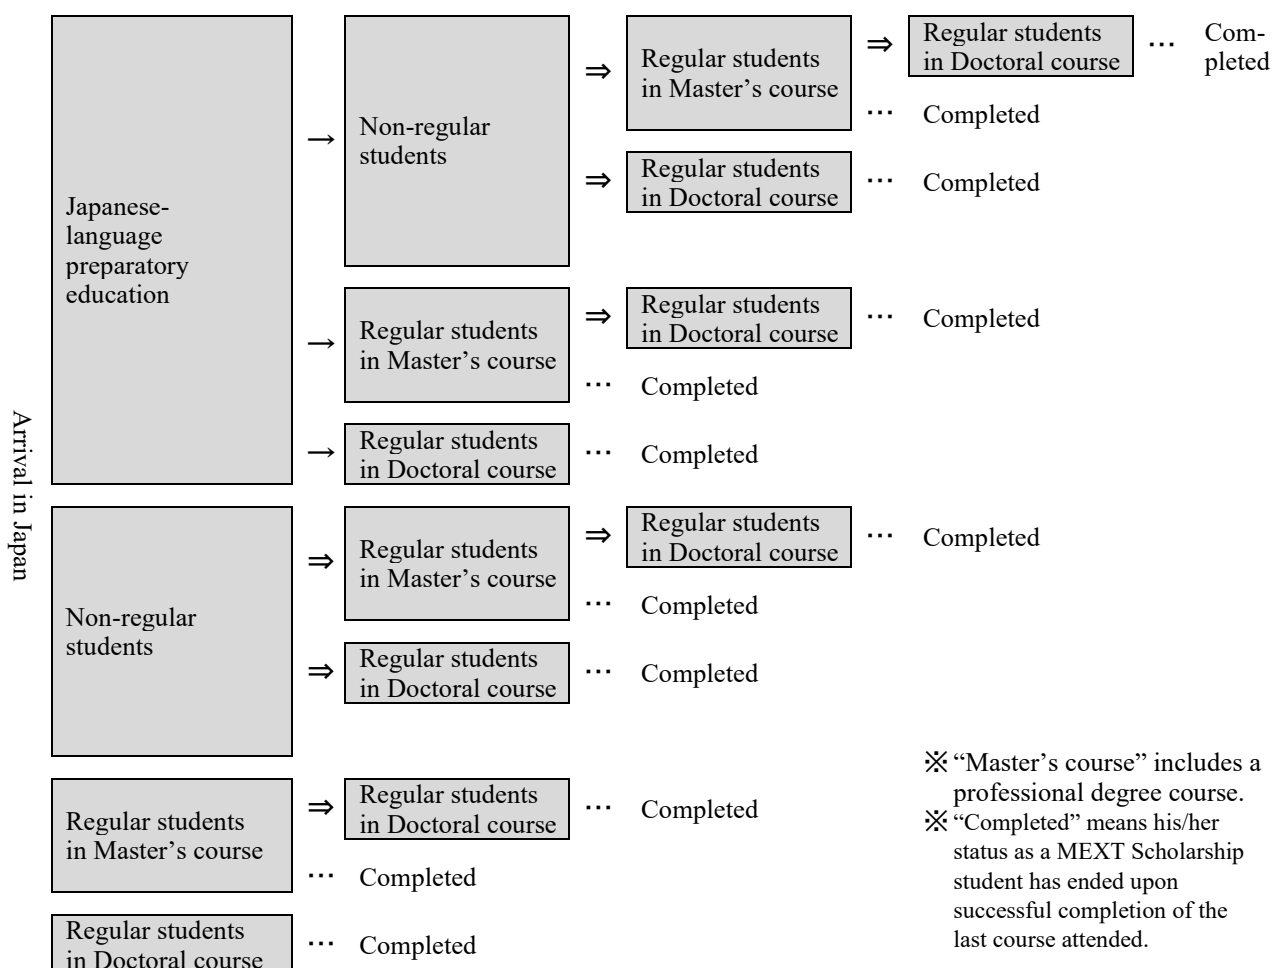 Arrival in Japan
Japanese-
language
preparatory
education
→
Non-regular
students
⇒
Regular students
in Master’s course
⇒
Regular students
in Doctoral course
…
Com-
pleted
…
Completed
⇒
Regular students
in Doctoral course
…
Completed
→
Regular students
in Master’s course
⇒
Regular students
in Doctoral course
…
Completed
…
Completed
→
Regular students
in Doctoral course
…
Completed
Non-regular
students
⇒
Regular students
in Master’s course
⇒
Regular students
in Doctoral course
…
Completed
…
Completed
⇒
Regular students
in Doctoral course
…
Completed
Regular students
in Master’s course
⇒
Regular students
in Doctoral course
…
Completed
…
Completed
Regular students
in Doctoral course
…
Completed
※“Master’s course” includes a
professional degree course.
※“Completed” means his/her
status as a MEXT Scholarship
student has ended upon
successful completion of the
last course attended.